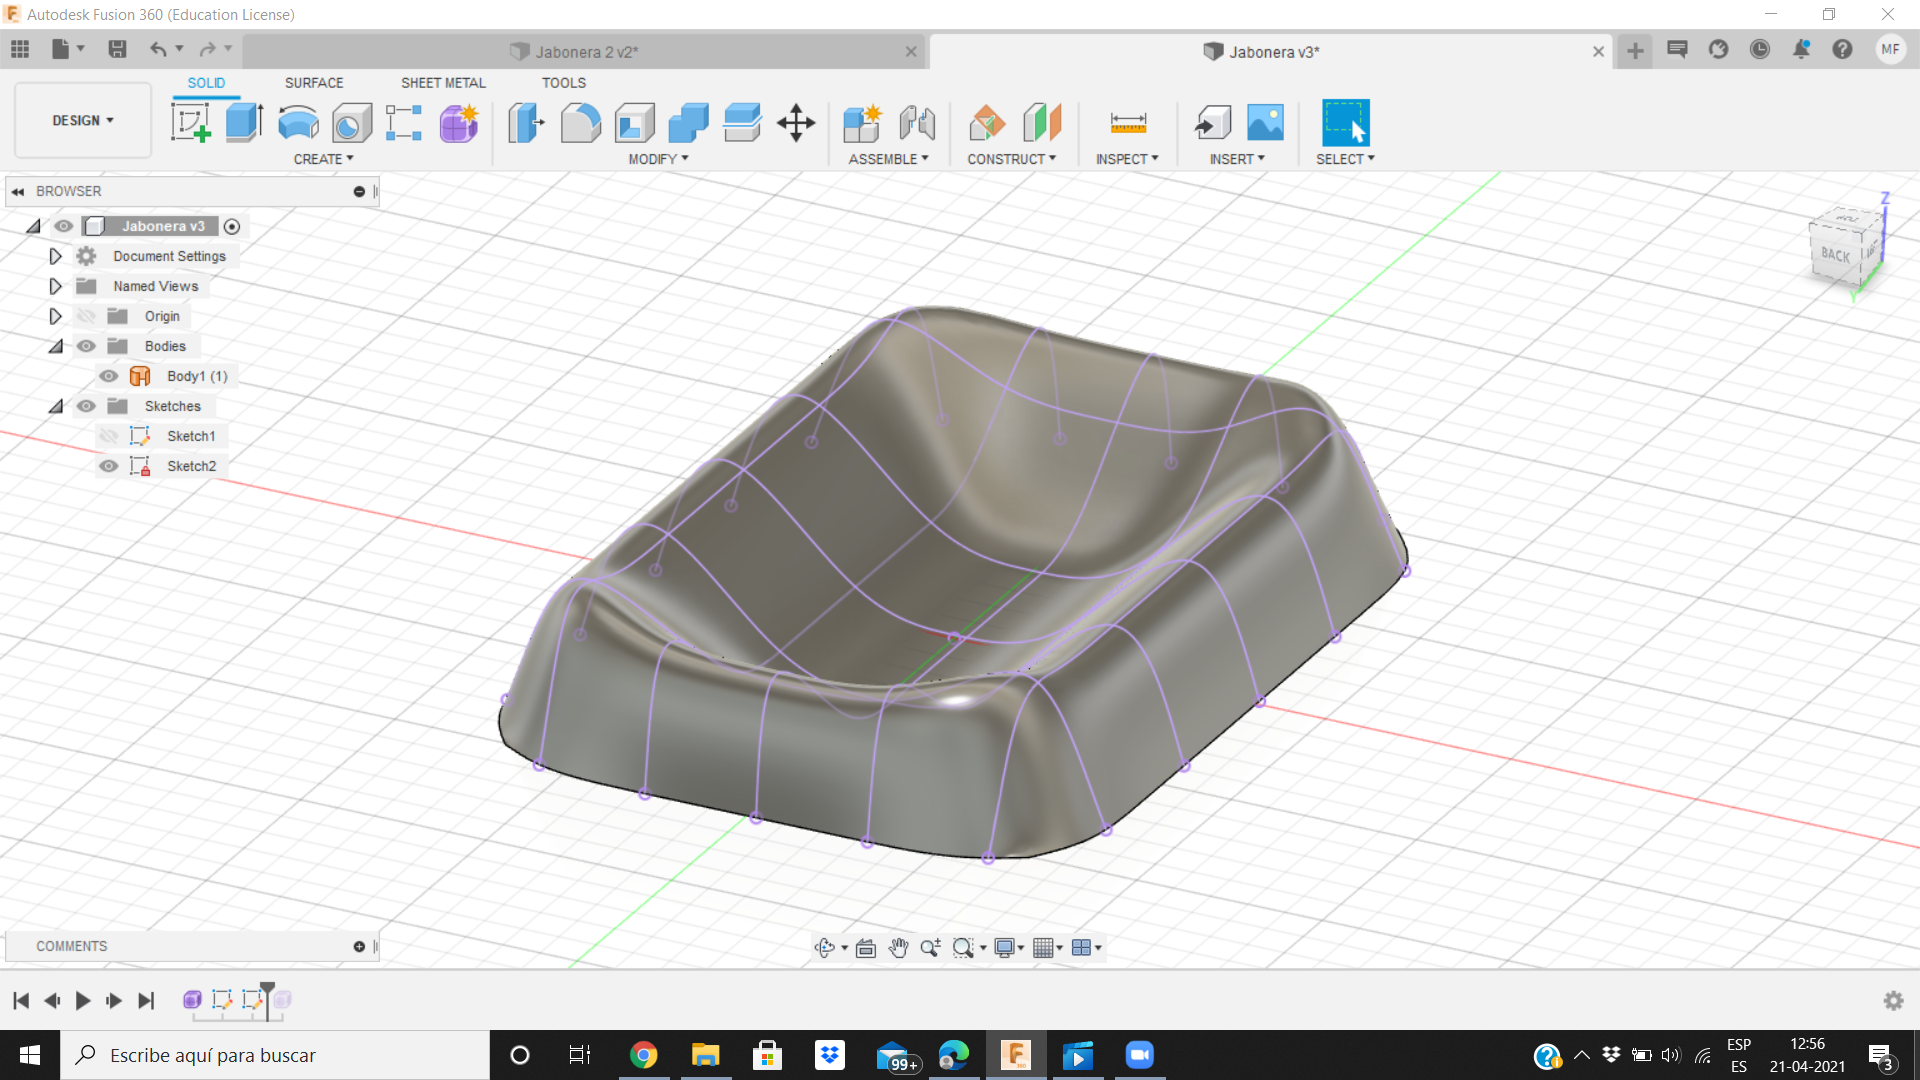 Autodesk Fusion 360 (Education License)
Jabonera 2 v2*
Jabonera v3*
MF
SOLID
SURFACE
SHEET METAL
TOOLS
DESIGN
CREATE
MODIFY
ASSEMBLE
CONSTRUCT
INSPECT
INSERT
SELECT
BROWSER
Jabonera v3
Document Settings
Named Views
Origin
Bodies
Body1 (1)
Sketches
Sketch1
Sketch2
Z
TOP
BACK
Y
COMMENTS
Escribe aquí para buscar
99+
ESP
ES
12:56
21-04-2021
3